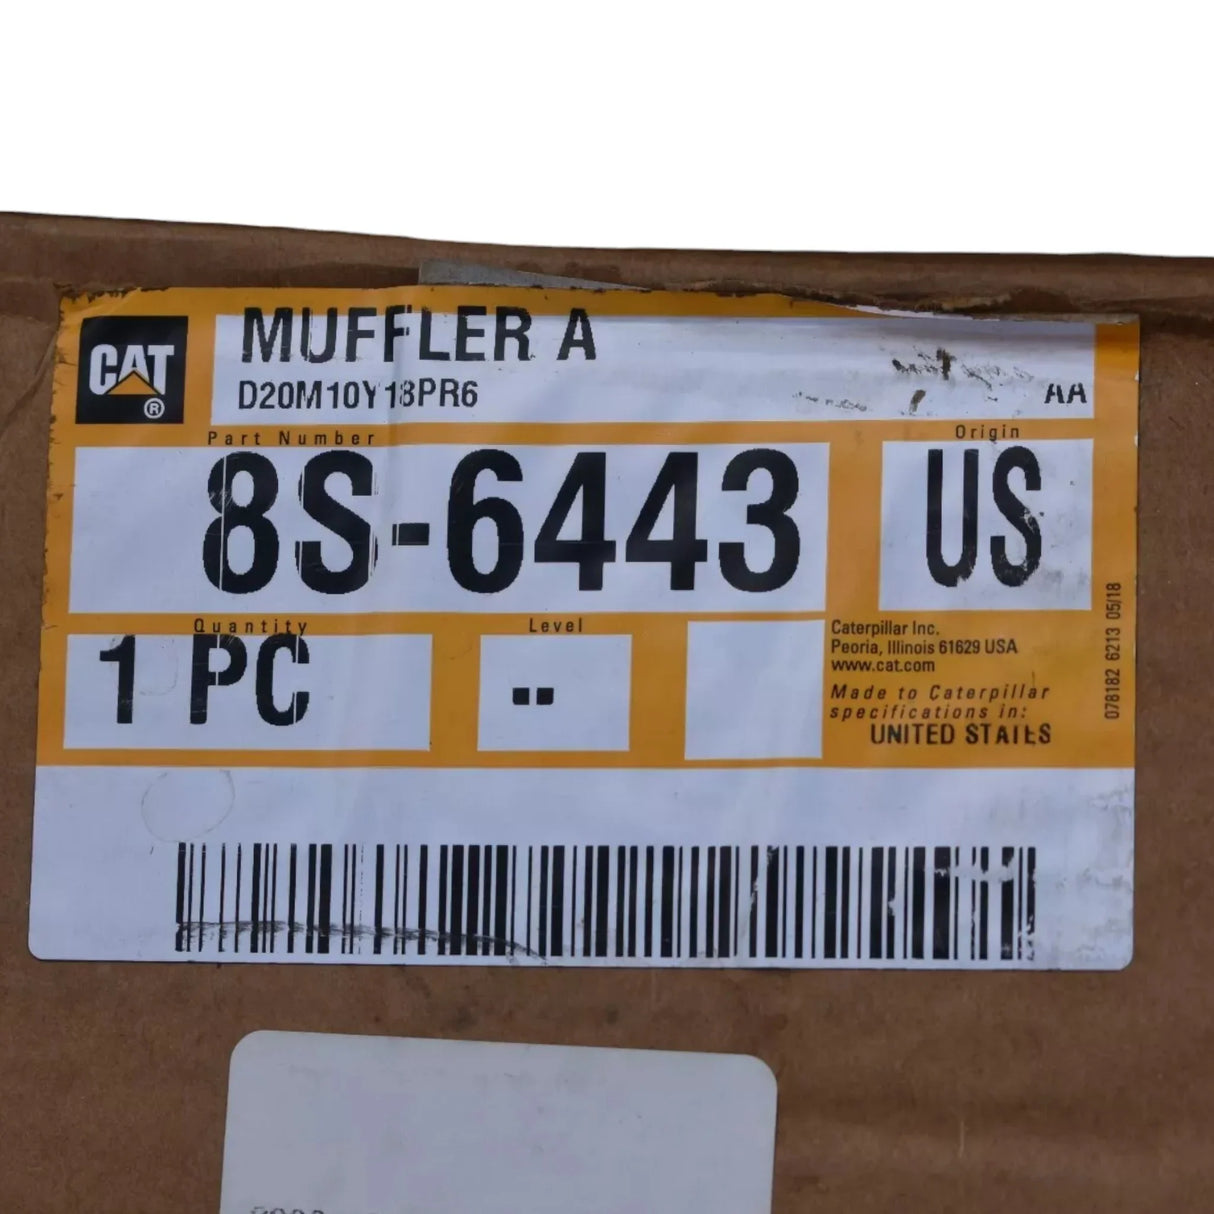 MUFFLER A
D20M10Y18PR6
AA
CAT
®
Part Number
Origin
8S-6443
US
Quantity
Level
1 PC
--
Caterpillar Inc.
Peoria, Illinois 61629 USA
www.cat.com
Made to Caterpillar
specifications in:
UNITED STATES
078182 6213 05/18